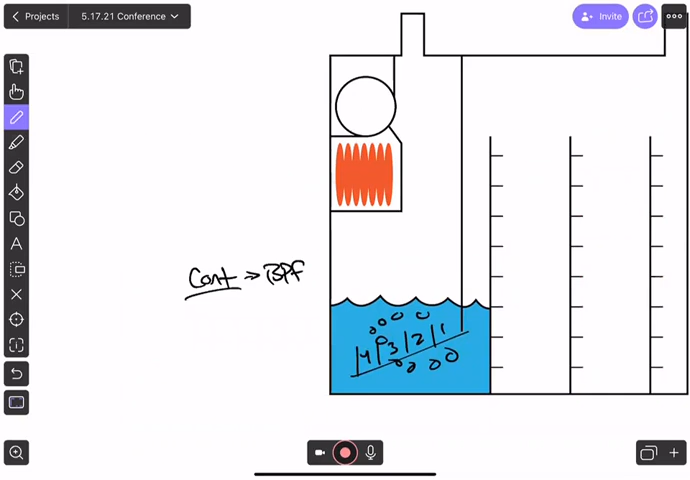 Projects
5.17.21 Conference
Invite
A
Cont → BPF
4 3 2 1